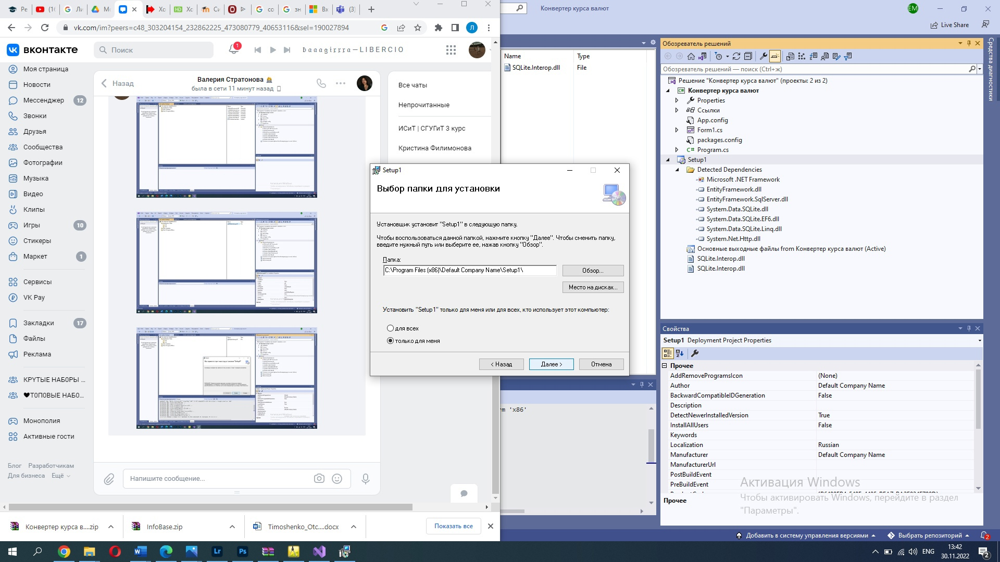 Ре
(1(
Ли
Мо
Хо
Хс
Си
со
зн
Вх
(3)
vk.com/im?peers=c48_303204154_232862225_473080779_40653116&sel=190027894
Л
вконтакте
Поиск
1
baaagirrra—LIBERCIO
Моя страница
Новости
Мессенджер 12
Звонки
Друзья
Сообщества
Фотографии
Музыка
Видео
Клипы
Игры 10
Стикеры
Маркет 1
Сервисы
VK Pay
Закладки 17
Файлы
Реклама
КРУТЫЕ НАБОРЫ ...
♥ТОПОВЫЕ НАБО...
Монополия
Активные гости
Блог Разработчикам
Для бизнеса Ещё
Назад
Валерия Стратонова
была в сети 11 минут назад
Все чаты
Непрочитанные
ИСиТ | СГУГиТ 3 курс
Кристина Филимонова
Напишите сообщение...
Setup1
Выбор папки для установки
Установщик установит "Setup1" в следующую папку.
Чтобы воспользоваться данной папкой, нажмите кнопку "Далее". Чтобы сменить папку,
введите нужный путь или выберите ее, нажав кнопку "Обзор".
Папка:
C:\Program Files (x86)\Default Company Name\Setup1\
Обзор...
Место на дисках...
Установить "Setup1" только для меня или для всех, кто использует этот компьютер:
для всех
только для меня
< Назад
Далее >
Отмена
Конвертер курса валют
EM
Live Share
Name Type
SQLite.Interop.dll File
rm 'x86'
Обозреватель решений
Обозреватель решений — поиск (Ctrl+ж)
Решение "Конвертер курса валют" (проекты: 2 из 2)
C# Конвертер курса валют
Properties
Ссылки
App.config
Form1.cs
packages.config
C# Program.cs
Setup1
Detected Dependencies
Microsoft .NET Framework
EntityFramework.dll
EntityFramework.SqlServer.dll
System.Data.SQLite.dll
System.Data.SQLite.EF6.dll
System.Data.SQLite.Linq.dll
System.Net.Http.dll
Основные выходные файлы from Конвертер курса валют (Active)
SQLite.Interop.dll
SQLite.Interop.dll
Средства диагностики
Свойства
Setup1 Deployment Project Properties
Прочее
AddRemoveProgramsIcon (None)
Author Default Company Name
BackwardCompatibleIDGeneration False
Description
DetectNewerInstalledVersion True
InstallAllUsers False
Keywords
Localization Russian
Manufacturer Default Company Name
ManufacturerUrl
PostBuildEvent
PreBuildEvent
Прочее
Активация Windows
Чтобы активировать Windows, перейдите в раздел
"Параметры".
Конвертер курса в....zip
InfoBase.zip
Timoshenko_Otc....docx
Показать все
Добавить в систему управления версиями
Выбрать репозиторий
2
Lr
Ps
ENG
13:42
30.11.2022
2